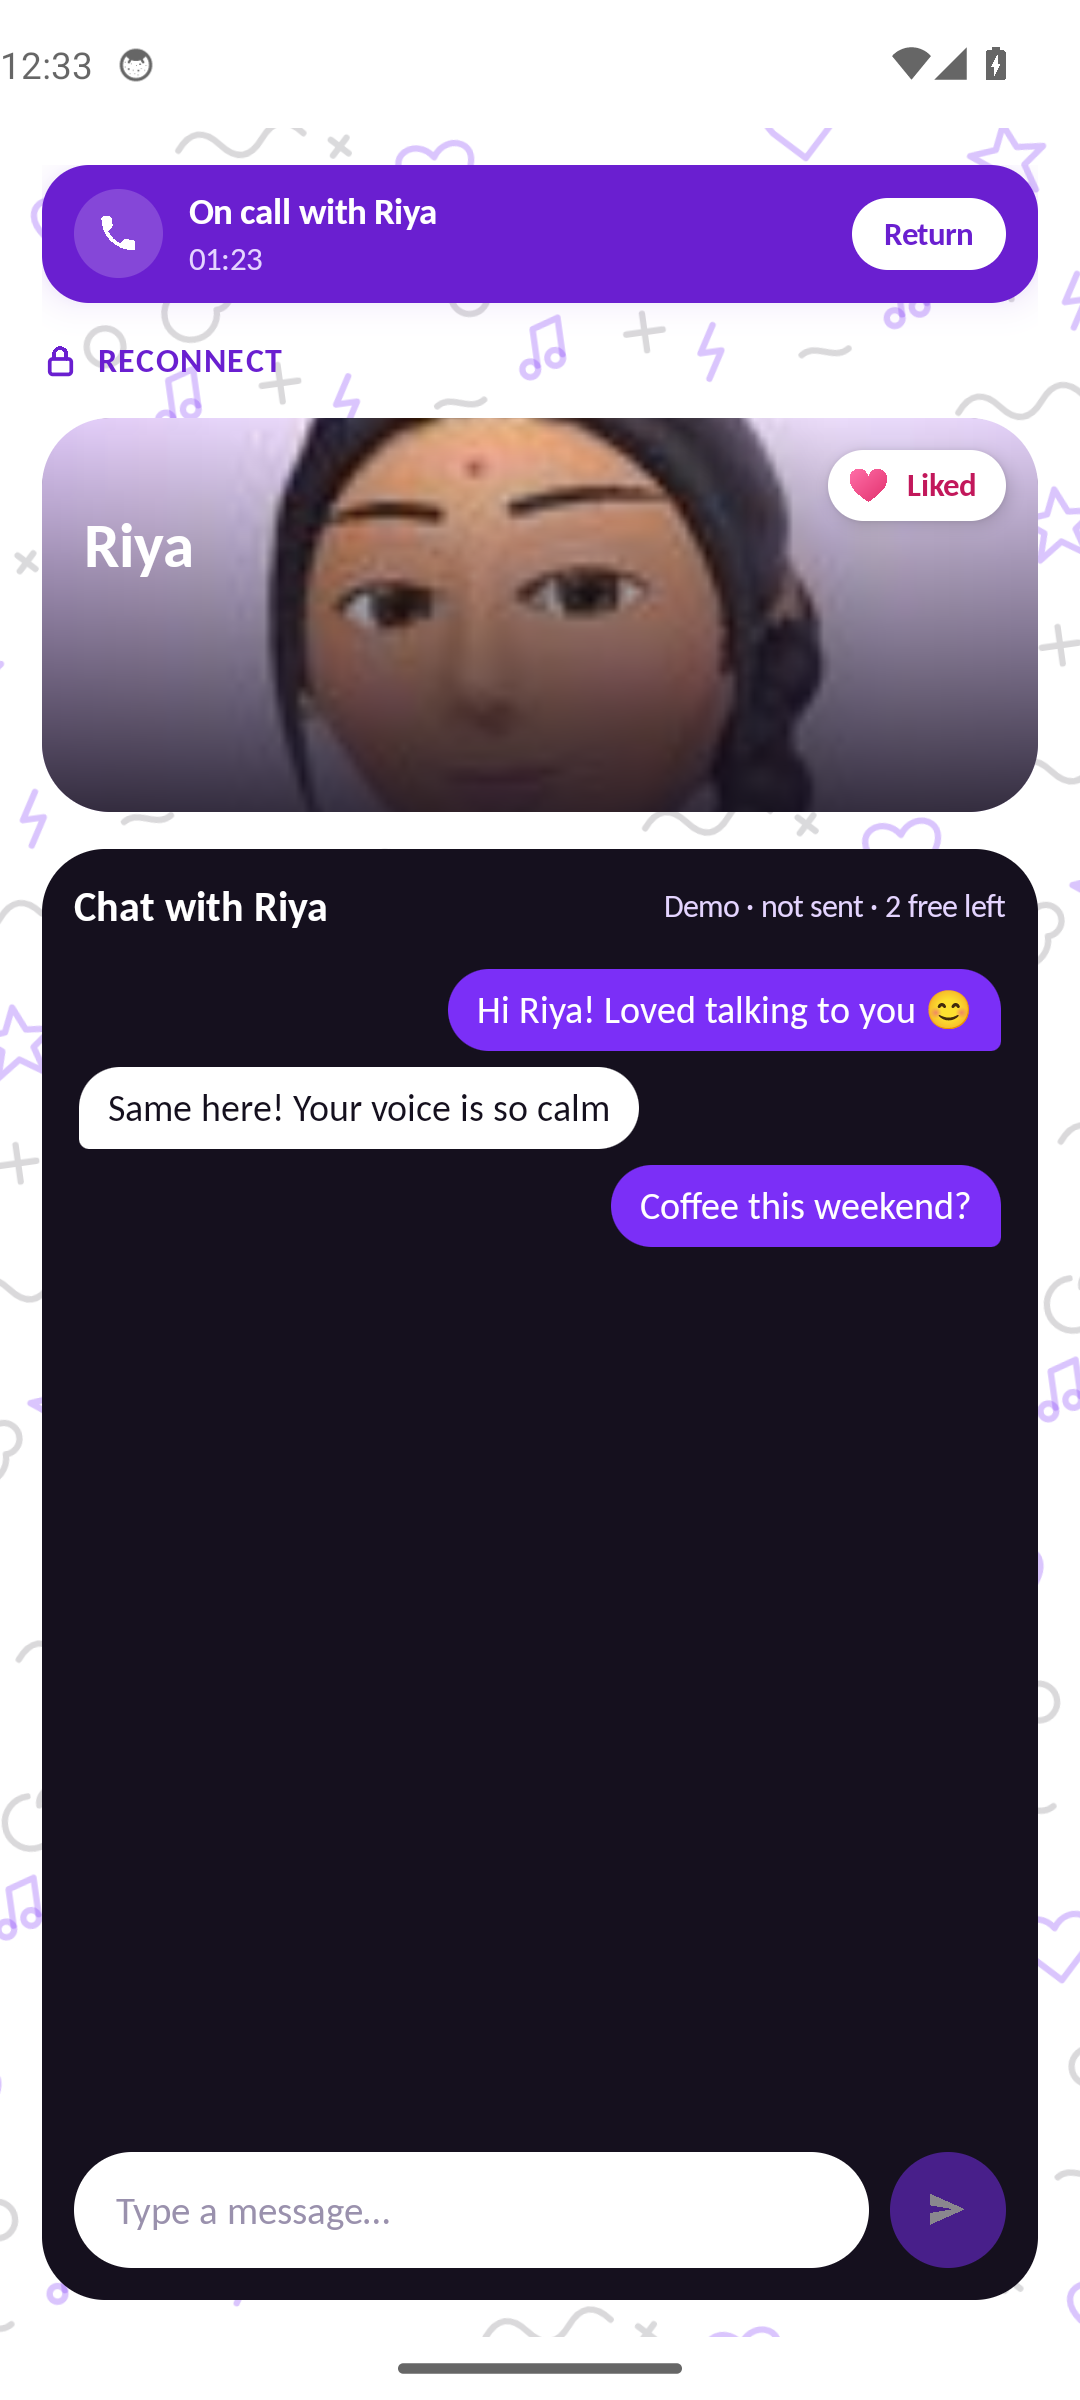 12:33
On call with Riya
01:23
Return
RECONNECT
Liked
Riya
Chat with Riya
Demo · not sent · 2 free left
Hi Riya! Loved talking to you 😊
Same here! Your voice is so calm
Coffee this weekend?
Type a message...